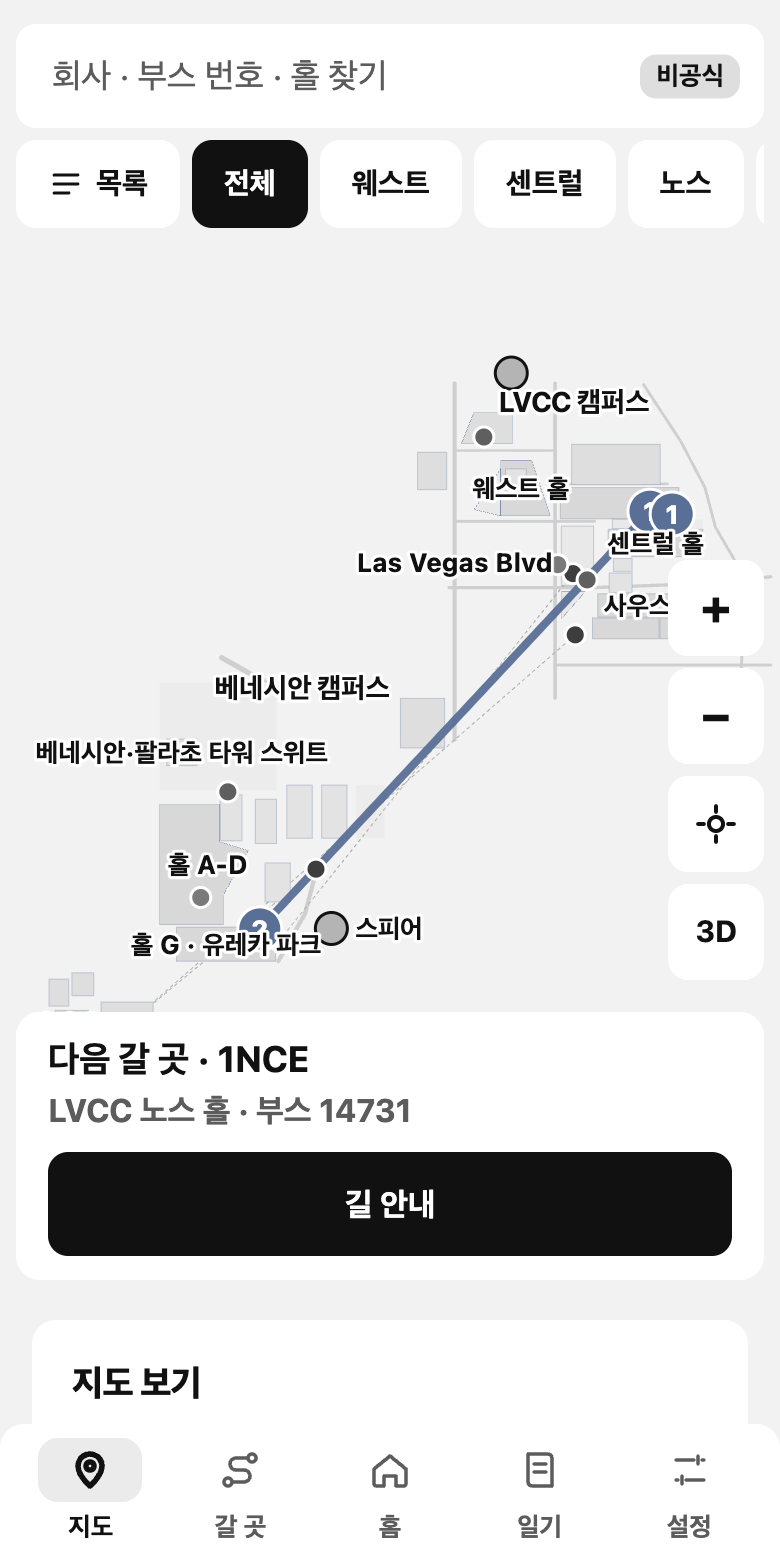 회사 · 부스 번호 · 홀 찾기
비공식
목록
전체
웨스트
센트럴
노스
LVCC 캠퍼스
웨스트 홀
1
센트럴 홀
Las Vegas Blvd
사우스
베네시안 캠퍼스
베네시안·팔라초 타워 스위트
홀 A-D
홀 G · 유레카 파크
스피어
+
−
3D
다음 갈 곳 · 1NCE
LVCC 노스 홀 · 부스 14731
길 안내
지도 보기
지도
갈 곳
홈
일기
설정